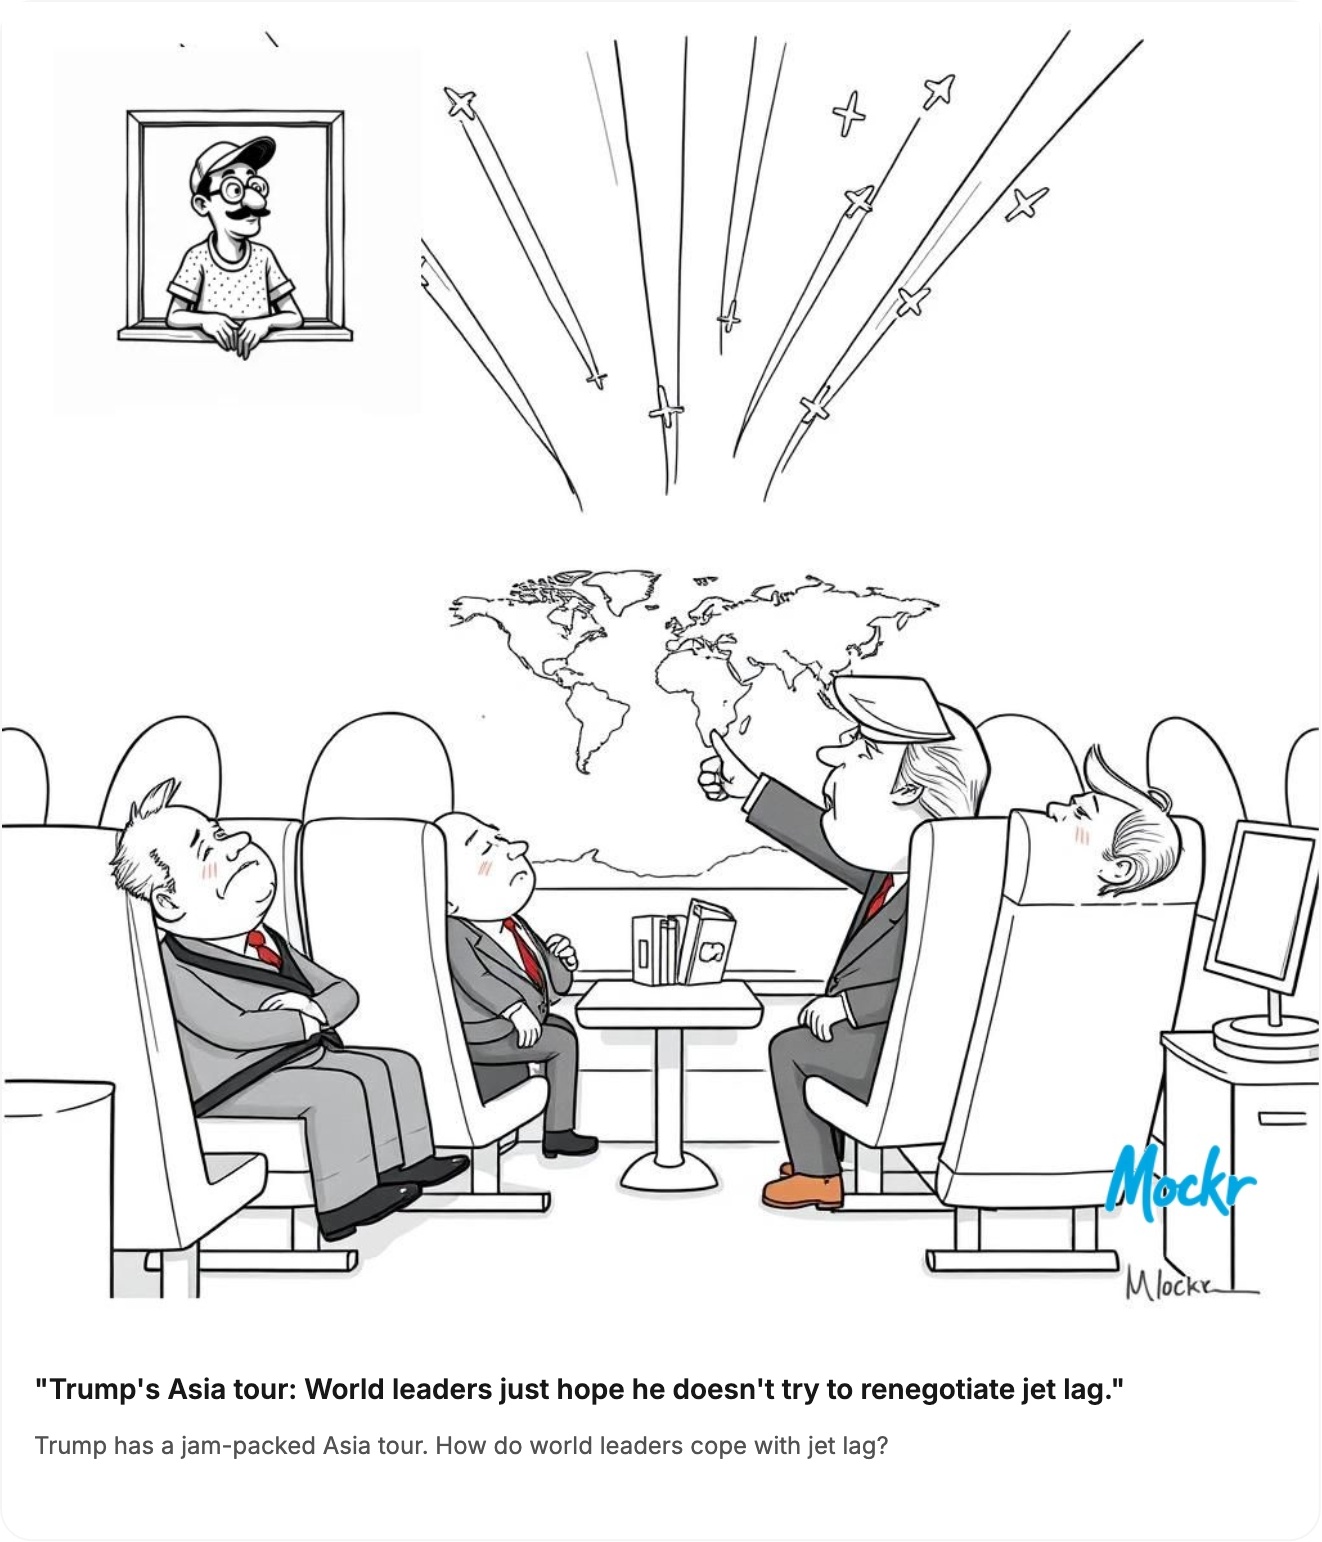 Mockr
Mlockr
"Trump's Asia tour: World leaders just hope he doesn't try to renegotiate jet lag."
Trump has a jam-packed Asia tour. How do world leaders cope with jet lag?